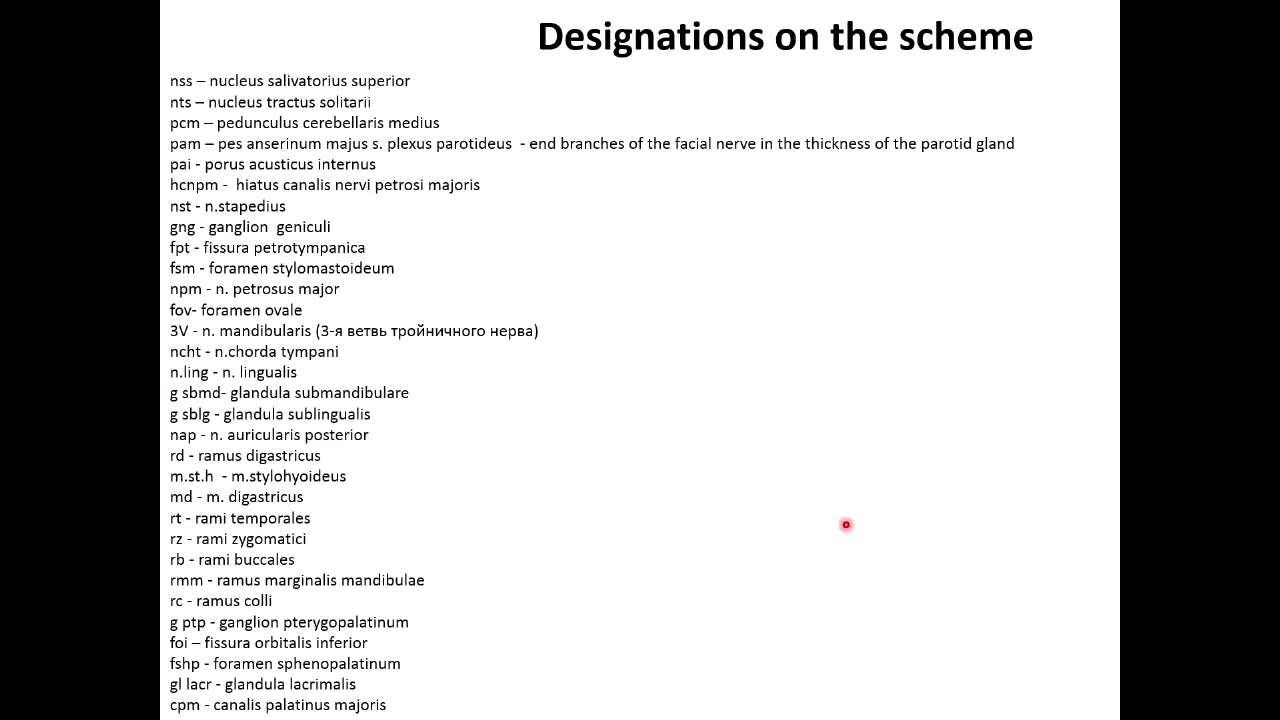 Designations on the scheme
nss – nucleus salivatorius superior
nts – nucleus tractus solitarii
pcm – pedunculus cerebellaris medius
pam – pes anserinum majus s. plexus parotideus  - end branches of the facial nerve in the thickness of the parotid gland
pai - porus acusticus internus
hcnpm -  hiatus canalis nervi petrosi majoris
nst - n.stapedius
gng - ganglion  geniculi
fpt - fissura petrotympanica
fsm - foramen stylomastoideum
npm - n. petrosus major
fov- foramen ovale
3V - n. mandibularis (3-я ветвь тройничного нерва)
ncht - n.chorda tympani
n.ling - n. lingualis
g sbmd- glandula submandibulare
g sblg - glandula sublingualis
nap - n. auricularis posterior
rd - ramus digastricus
m.st.h  - m.stylohyoideus
md - m. digastricus
rt - rami temporales
rz - rami zygomatici
rb - rami buccales
rmm - ramus marginalis mandibulae
rc - ramus colli
g ptp - ganglion pterygopalatinum
foi – fissura orbitalis inferior
fshp - foramen sphenopalatinum
gl lacr - glandula lacrimalis
cpm - canalis palatinus majoris